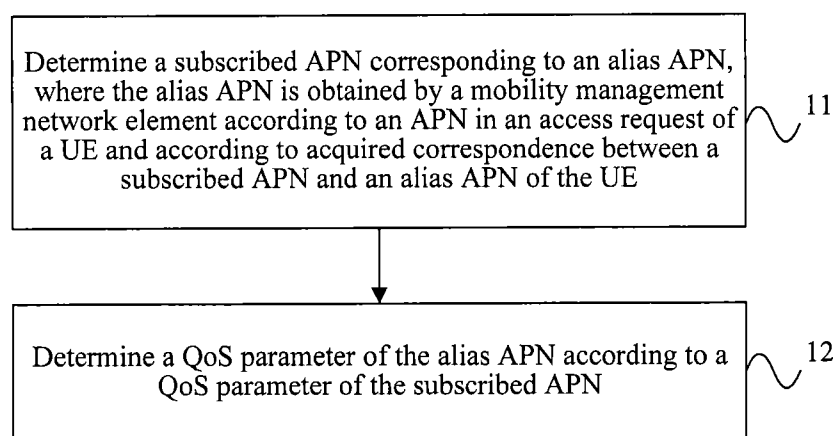 Determine a subscribed APN corresponding to an alias APN,
where the alias APN is obtained by a mobility management
network element according to an APN in an access request of
a UE and according to acquired correspondence between a
subscribed APN and an alias APN of the UE
11
Determine a QoS parameter of the alias APN according to a
QoS parameter of the subscribed APN
12